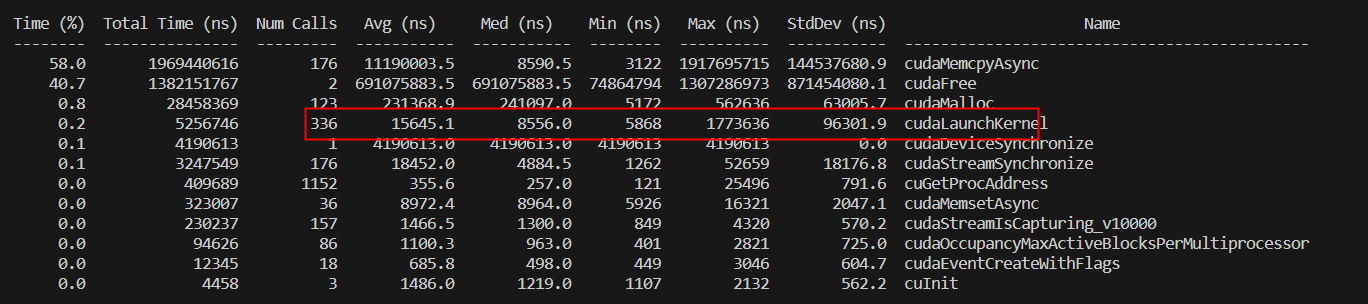 Time (%) Total Time (ns) Num Calls Avg (ns) Med (ns) Min (ns) Max (ns) StdDev (ns) Name
-------- --------------- --------- ----------- ----------- -------- ---------- ----------- ---------------------------------------------
58.0 1969440616 176 11190003.5 8590.5 3122 1917695715 144537680.9 cudaMemcpyAsync
40.7 1382151767 2 691075883.5 691075883.5 74864794 1307286973 871454080.1 cudaFree
0.8 28458369 123 231368.9 241097.0 5172 562636 63005.7 cudaMalloc
0.2 5256746 336 15645.1 8556.0 5868 1773636 96301.9 cudaLaunchKernel
0.1 4190613 1 4190613.0 4190613.0 4190613 4190613 0.0 cudaDeviceSynchronize
0.1 3247549 176 18452.0 4884.5 1262 52659 18176.8 cudaStreamSynchronize
0.0 409689 1152 355.6 257.0 121 25496 791.6 cuGetProcAddress
0.0 323007 36 8972.4 8964.0 5926 16321 2047.1 cudaMemsetAsync
0.0 230237 157 1466.5 1300.0 849 4320 570.2 cudaStreamIsCapturing_v10000
0.0 94626 86 1100.3 963.0 401 2821 725.0 cudaOccupancyMaxActiveBlocksPerMultiprocessor
0.0 12345 18 685.8 498.0 449 3046 604.7 cudaEventCreateWithFlags
0.0 4458 3 1486.0 1219.0 1107 2132 562.2 cuInit